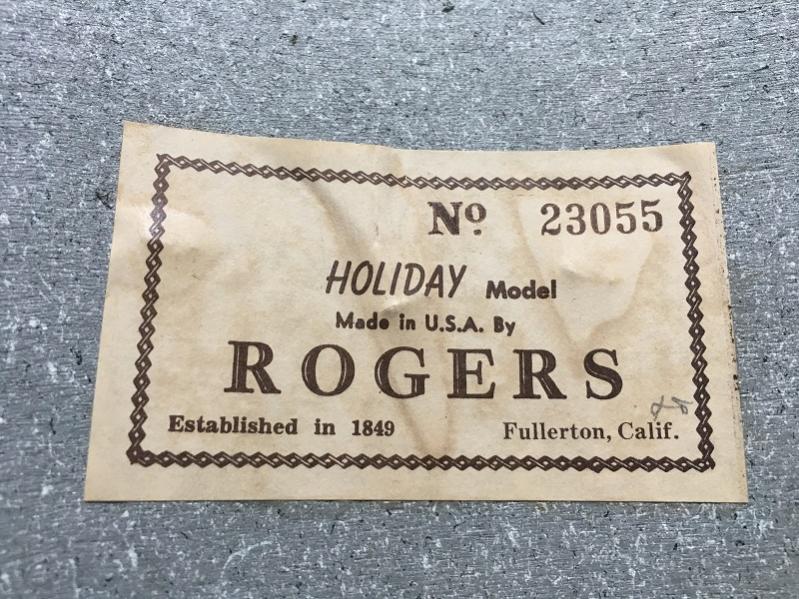 Nº 23055
HOLIDAY Model
Made in U.S.A. By
ROGERS
Established in 1849 Fullerton, Calif.